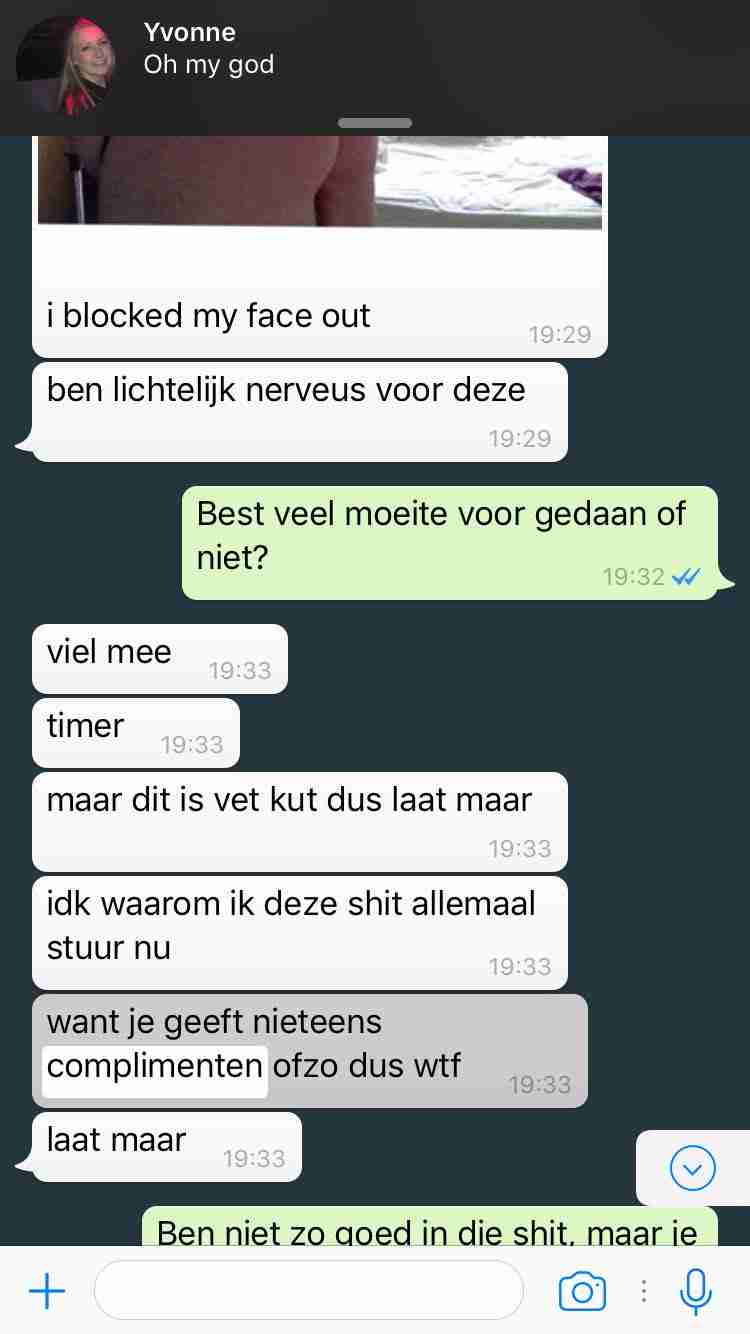 Yvonne
Oh my god
i blocked my face out
19:29
ben lichtelijk nerveus voor deze
19:29
Best veel moeite voor gedaan of
niet?
19:32
viel mee
19:33
timer
19:33
maar dit is vet kut dus laat maar
19:33
idk waarom ik deze shit allemaal
stuur nu
19:33
want je geeft nieteens
complimenten ofzo dus wtf
19:33
laat maar
19:33
Ben niet zo goed in die shit, maar je